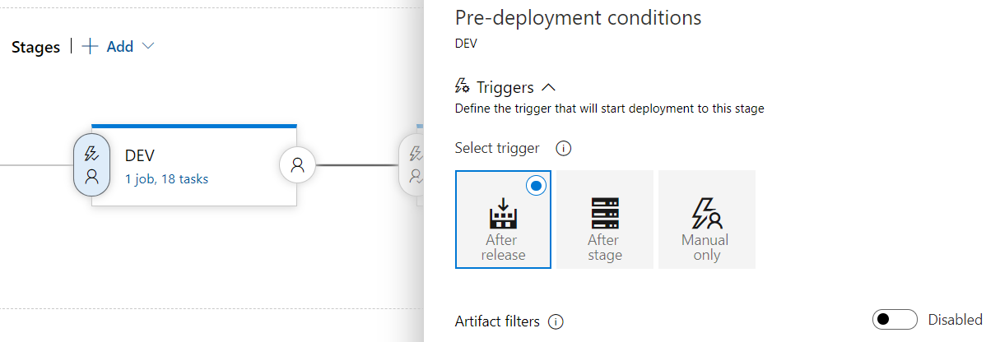 Stages
Add
DEV
1 job, 18 tasks
Pre-deployment conditions
DEV
Triggers
Define the trigger that will start deployment to this stage
Select trigger
After
release
After
stage
Manual
only
Artifact filters
Disabled